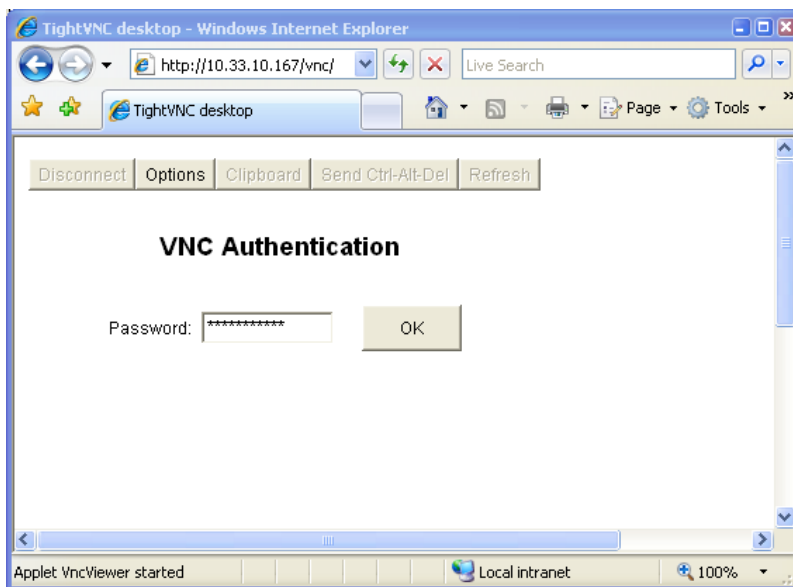 TightVNC desktop - Windows Internet Explorer
http://10.33.10.167/vnc/ Live Search
TightVNC desktop Page Tools »
Disconnect Options Clipboard Send Ctrl-Alt-Del Refresh
VNC Authentication
Password: *********** OK
Applet VncViewer started Local intranet 100%